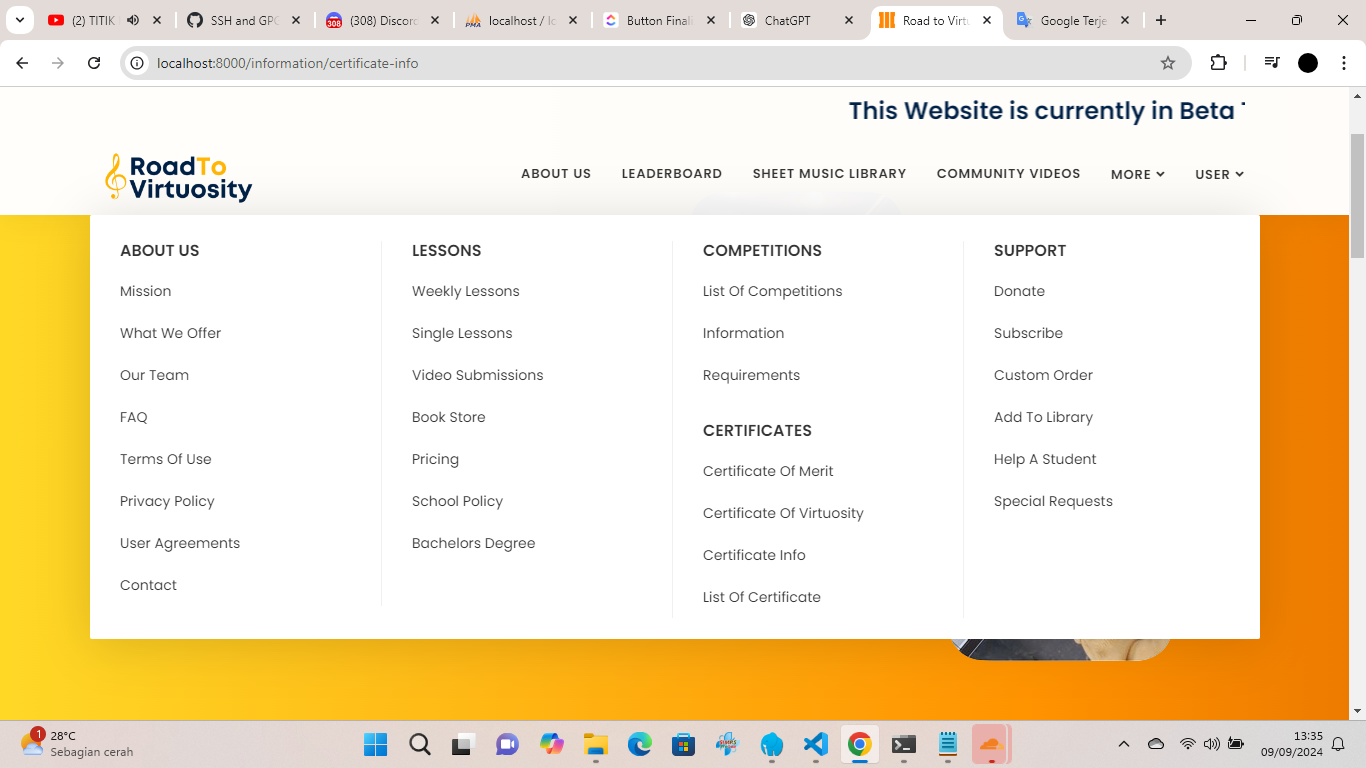 (2) TITIK
SSH and GPG
(308) Discord
localhost / lo
Button Finali
ChatGPT
Road to Virtu
Google Terje
localhost:8000/information/certificate-info
This Website is currently in Beta
RoadTo
Virtuosity
ABOUT US
LEADERBOARD
SHEET MUSIC LIBRARY
COMMUNITY VIDEOS
MORE
USER
ABOUT US
Mission
What We Offer
Our Team
FAQ
Terms Of Use
Privacy Policy
User Agreements
Contact
LESSONS
Weekly Lessons
Single Lessons
Video Submissions
Book Store
Pricing
School Policy
Bachelors Degree
COMPETITIONS
List Of Competitions
Information
Requirements
CERTIFICATES
Certificate Of Merit
Certificate Of Virtuosity
Certificate Info
List Of Certificate
SUPPORT
Donate
Subscribe
Custom Order
Add To Library
Help A Student
Special Requests
1
28°C
Sebagian cerah
13:35
09/09/2024